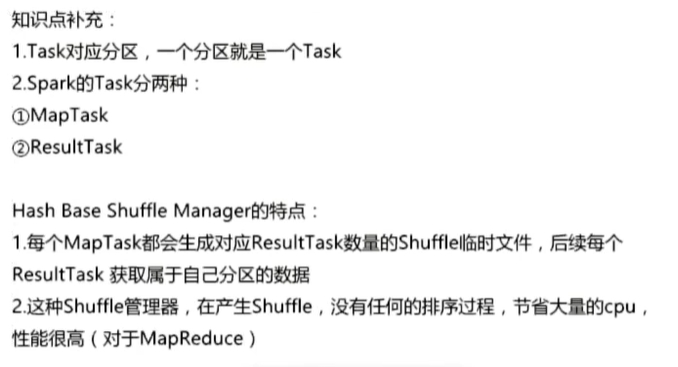 知识点补充：
1.Task对应分区，一个分区就是一个Task
2.Spark的Task分两种：
①MapTask
②ResultTask
Hash Base Shuffle Manager的特点：
1.每个MapTask都会生成对应ResultTask数量的Shuffle临时文件，后续每个
ResultTask 获取属于自己分区的数据
2.这种Shuffle管理器，在产生Shuffle，没有任何的排序过程，节省大量的cpu，
性能很高（对于MapReduce）